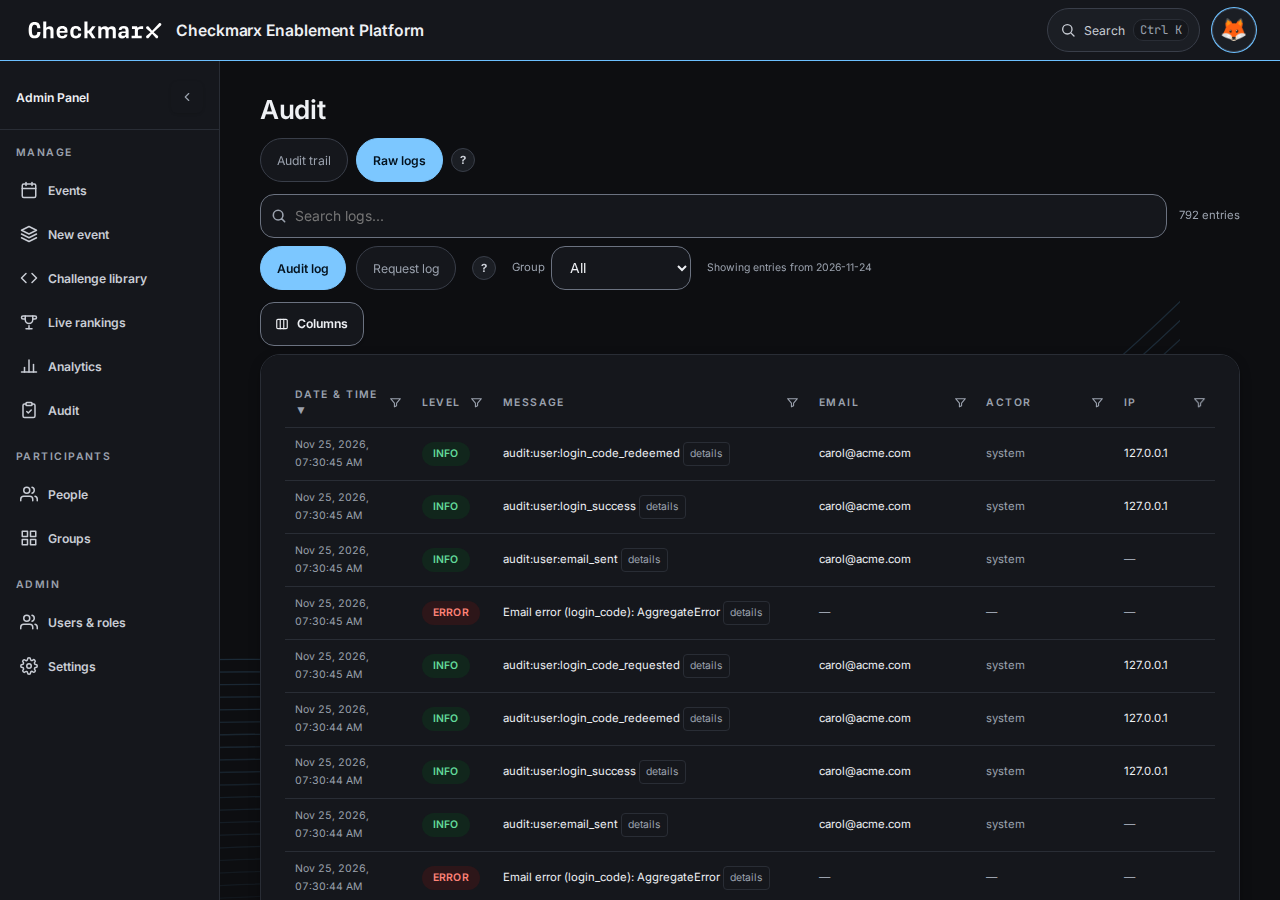 Checkmarx Checkmarx Enablement Platform Search Ctrl K
Admin Panel
MANAGE
Events
New event
Challenge library
Live rankings
Analytics
Audit
PARTICIPANTS
People
Groups
ADMIN
Users & roles
Settings
Audit
Audit trail Raw logs ?
Search logs... 792 entries
Audit log Request log ? Group All Showing entries from 2026-11-24
Columns
DATE & TIME ▼ LEVEL MESSAGE EMAIL ACTOR IP
Nov 25, 2026, 07:30:45 AM INFO audit:user:login_code_redeemed details carol@acme.com system 127.0.0.1
Nov 25, 2026, 07:30:45 AM INFO audit:user:login_success details carol@acme.com system 127.0.0.1
Nov 25, 2026, 07:30:45 AM INFO audit:user:email_sent details carol@acme.com system —
Nov 25, 2026, 07:30:45 AM ERROR Email error (login_code): AggregateError details — — —
Nov 25, 2026, 07:30:45 AM INFO audit:user:login_code_requested details carol@acme.com system 127.0.0.1
Nov 25, 2026, 07:30:44 AM INFO audit:user:login_code_redeemed details carol@acme.com system 127.0.0.1
Nov 25, 2026, 07:30:44 AM INFO audit:user:login_success details carol@acme.com system 127.0.0.1
Nov 25, 2026, 07:30:44 AM INFO audit:user:email_sent details carol@acme.com system —
Nov 25, 2026, 07:30:44 AM ERROR Email error (login_code): AggregateError details — — —